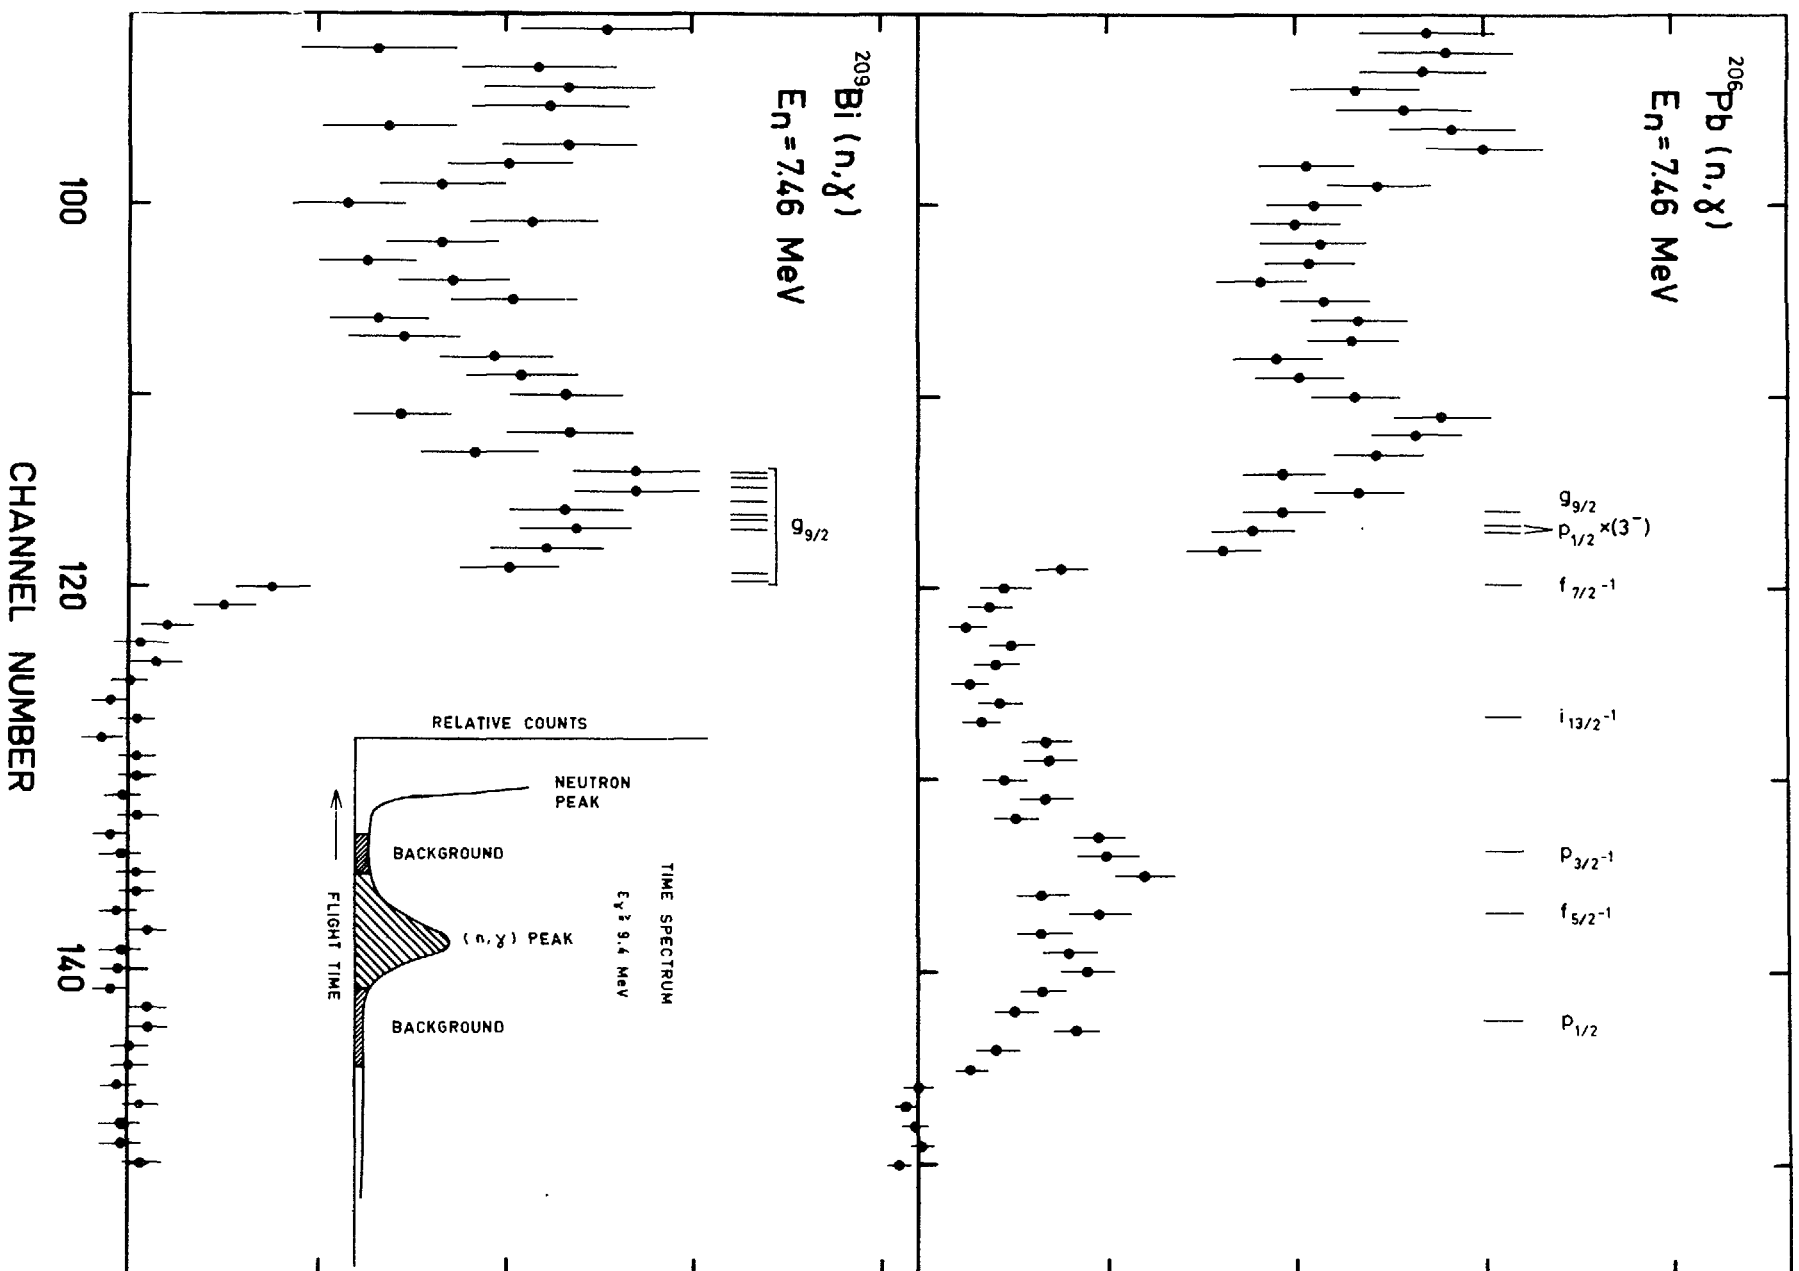 ²⁰⁶Pb (n,γ)
Eₙ = 7.46 MeV
g₉/₂
p₁/₂ ×(3⁻)
f₇/₂⁻¹
i₁₃/₂⁻¹
p₃/₂⁻¹
f₅/₂⁻¹
p₁/₂
²⁰⁹Bi (n,γ)
Eₙ = 7.46 MeV
g₉/₂
TIME SPECTRUM
Eγ ≥ 9.4 MeV
RELATIVE COUNTS
NEUTRON
PEAK
BACKGROUND
(n,γ) PEAK
BACKGROUND
FLIGHT TIME
100
120
140
CHANNEL NUMBER